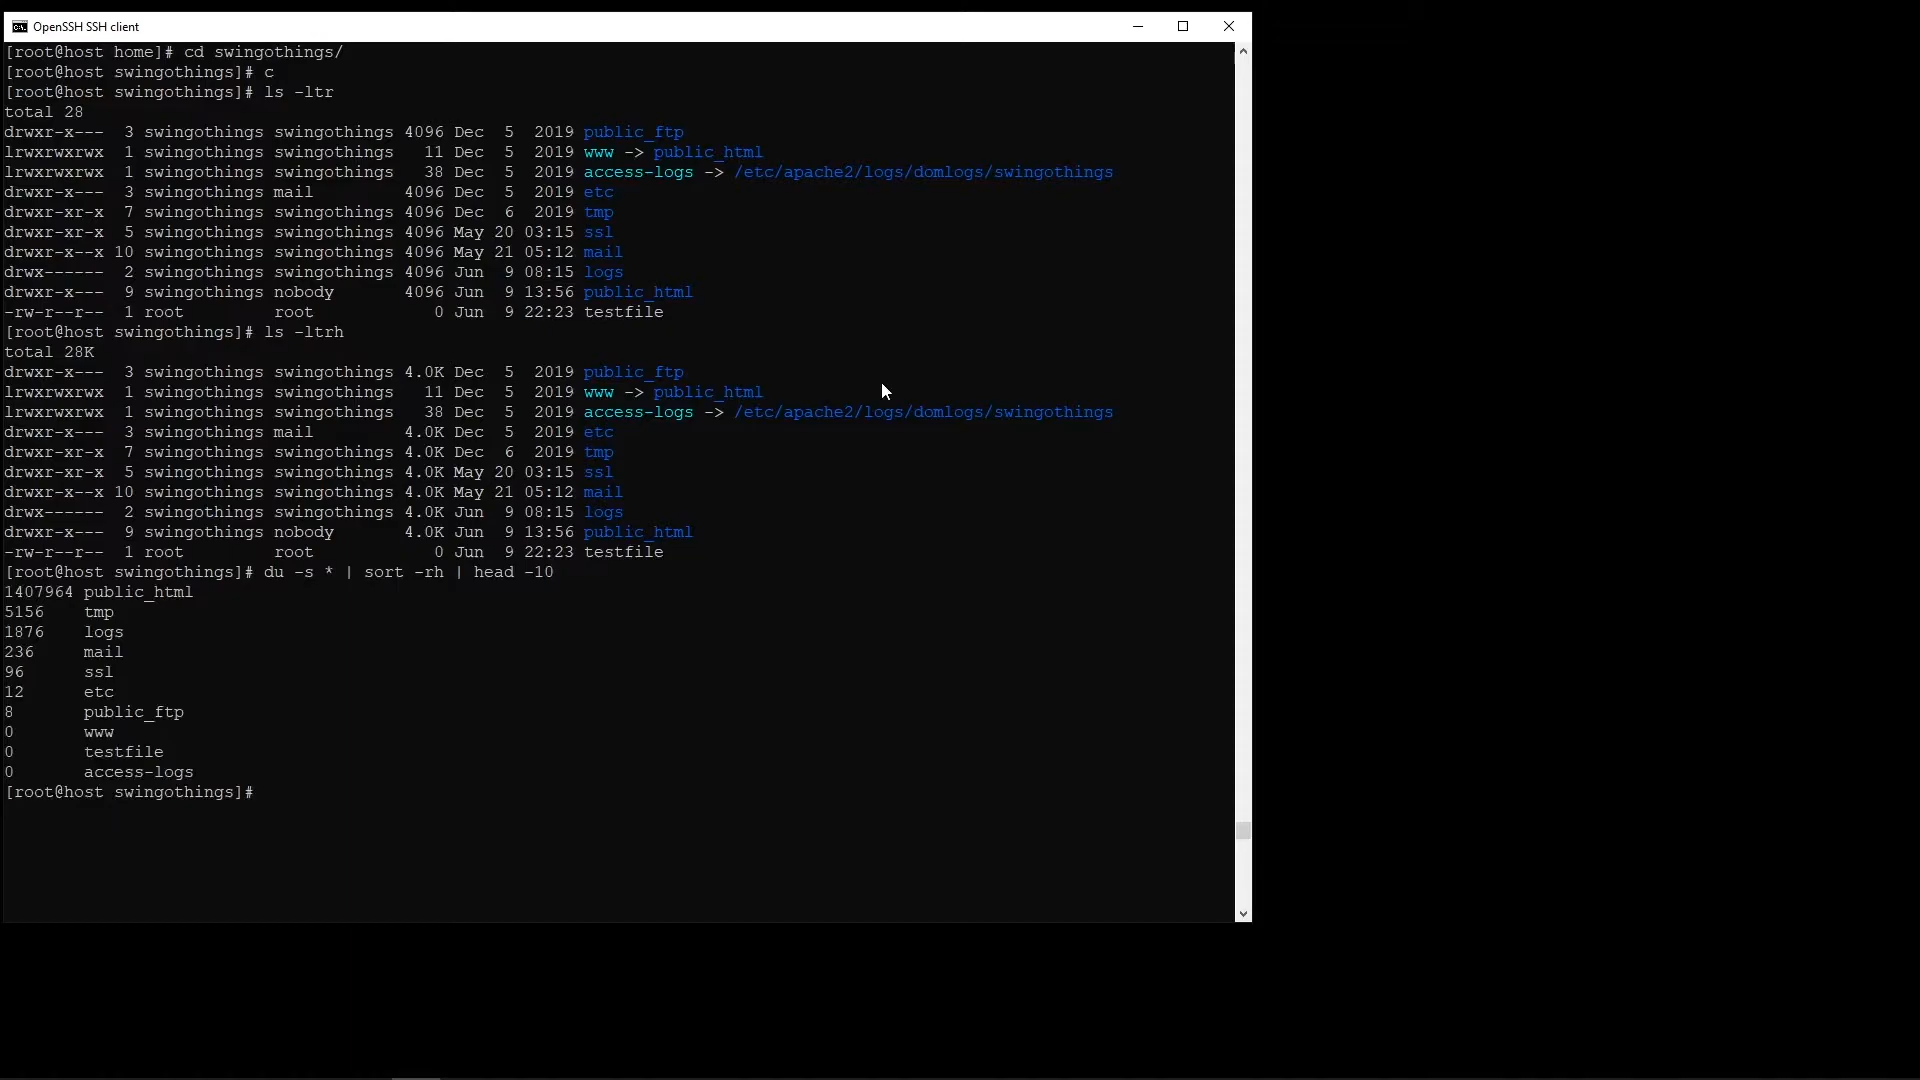 OpenSSH SSH client
[root@host home]# cd swingothings/
[root@host swingothings]# c
[root@host swingothings]# ls -ltr
total 28
drwxr-x---  3 swingothings swingothings 4096 Dec  5  2019 public_ftp
lrwxrwxrwx  1 swingothings swingothings   11 Dec  5  2019 www -> public_html
lrwxrwxrwx  1 swingothings swingothings   38 Dec  5  2019 access-logs -> /etc/apache2/logs/domlogs/swingothings
drwxr-x---  3 swingothings mail         4096 Dec  5  2019 etc
drwxr-xr-x  7 swingothings swingothings 4096 Dec  6  2019 tmp
drwxr-xr-x  5 swingothings swingothings 4096 May 20 03:15 ssl
drwxr-x--x 10 swingothings swingothings 4096 May 21 05:12 mail
drwx------  2 swingothings swingothings 4096 Jun  9 08:15 logs
drwxr-x---  9 swingothings nobody       4096 Jun  9 13:56 public_html
-rw-r--r--  1 root         root            0 Jun  9 22:23 testfile
[root@host swingothings]# ls -ltrh
total 28K
drwxr-x---  3 swingothings swingothings 4.0K Dec  5  2019 public_ftp
lrwxrwxrwx  1 swingothings swingothings   11 Dec  5  2019 www -> public_html
lrwxrwxrwx  1 swingothings swingothings   38 Dec  5  2019 access-logs -> /etc/apache2/logs/domlogs/swingothings
drwxr-x---  3 swingothings mail         4.0K Dec  5  2019 etc
drwxr-xr-x  7 swingothings swingothings 4.0K Dec  6  2019 tmp
drwxr-xr-x  5 swingothings swingothings 4.0K May 20 03:15 ssl
drwxr-x--x 10 swingothings swingothings 4.0K May 21 05:12 mail
drwx------  2 swingothings swingothings 4.0K Jun  9 08:15 logs
drwxr-x---  9 swingothings nobody       4.0K Jun  9 13:56 public_html
-rw-r--r--  1 root         root            0 Jun  9 22:23 testfile
[root@host swingothings]# du -s * | sort -rh | head -10
1407964 public_html
5156    tmp
1876    logs
236     mail
96      ssl
12      etc
8       public_ftp
0       www
0       testfile
0       access-logs
[root@host swingothings]#